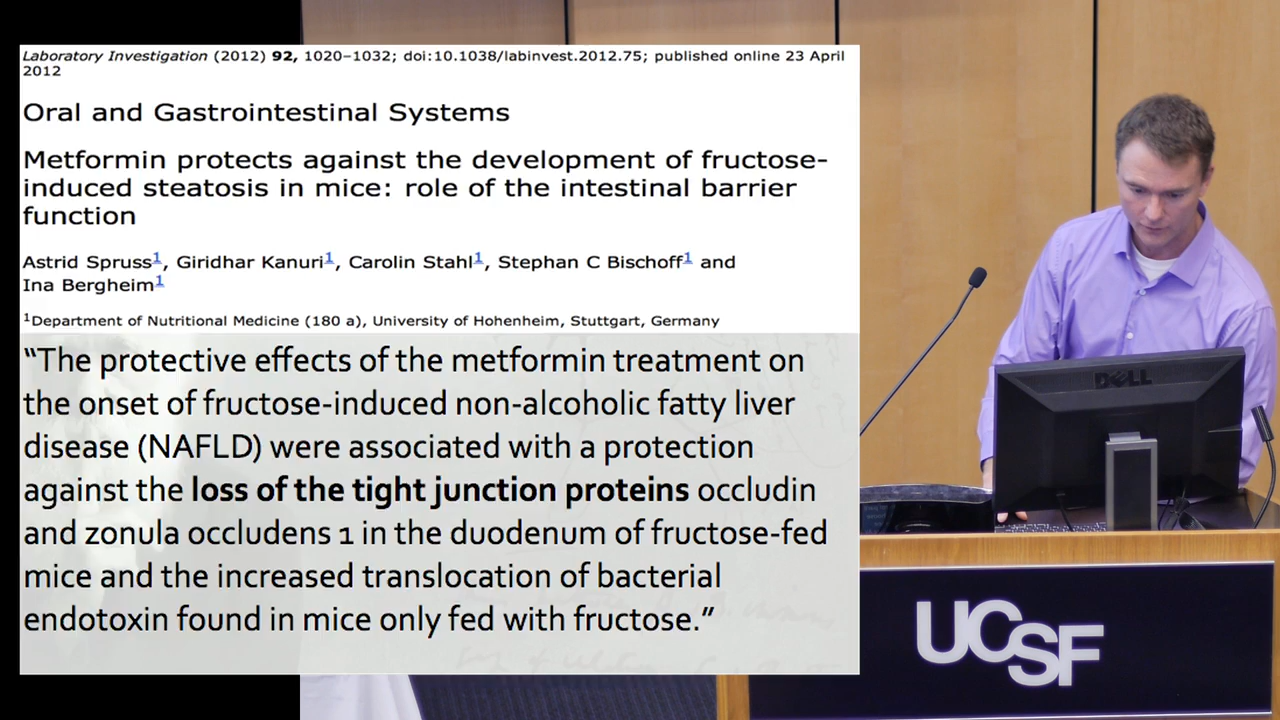 Laboratory Investigation (2012) 92, 1020–1032; doi:10.1038/labinvest.2012.75; published online 23 April
2012
Oral and Gastrointestinal Systems
Metformin protects against the development of fructose-
induced steatosis in mice: role of the intestinal barrier
function
Astrid Spruss1, Giridhar Kanuri1, Carolin Stahl1, Stephan C Bischoff1 and
Ina Bergheim1
1Department of Nutritional Medicine (180 a), University of Hohenheim, Stuttgart, Germany
“The protective effects of the metformin treatment on
the onset of fructose-induced non-alcoholic fatty liver
disease (NAFLD) were associated with a protection
against the loss of the tight junction proteins occludin
and zonula occludens 1 in the duodenum of fructose-fed
mice and the increased translocation of bacterial
endotoxin found in mice only fed with fructose.”
DELL
UCSF